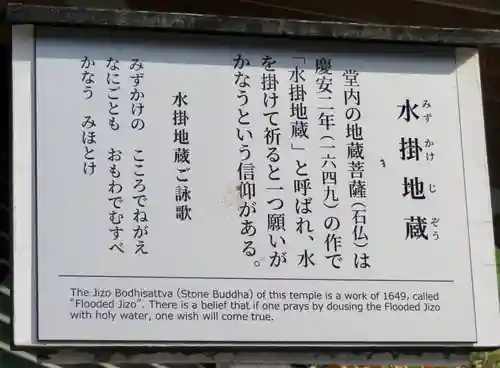 水掛地蔵
みずかけじぞう
堂内の地蔵菩薩(石仏)は
慶安二年(一六四九)の作で
「水掛地蔵」と呼ばれ、水
を掛けて祈ると一つ願いが
かなうという信仰がある。
水掛地蔵ご詠歌
みずかけの こころでねがえ
なにごとも おもわでむすべ
かなう みほとけ
The Jizo Bodhisattva (Stone Buddha) of this temple is a work of 1649, called
"Flooded Jizo". There is a belief that if one prays by dousing the Flooded Jizo
with holy water, one wish will come true.